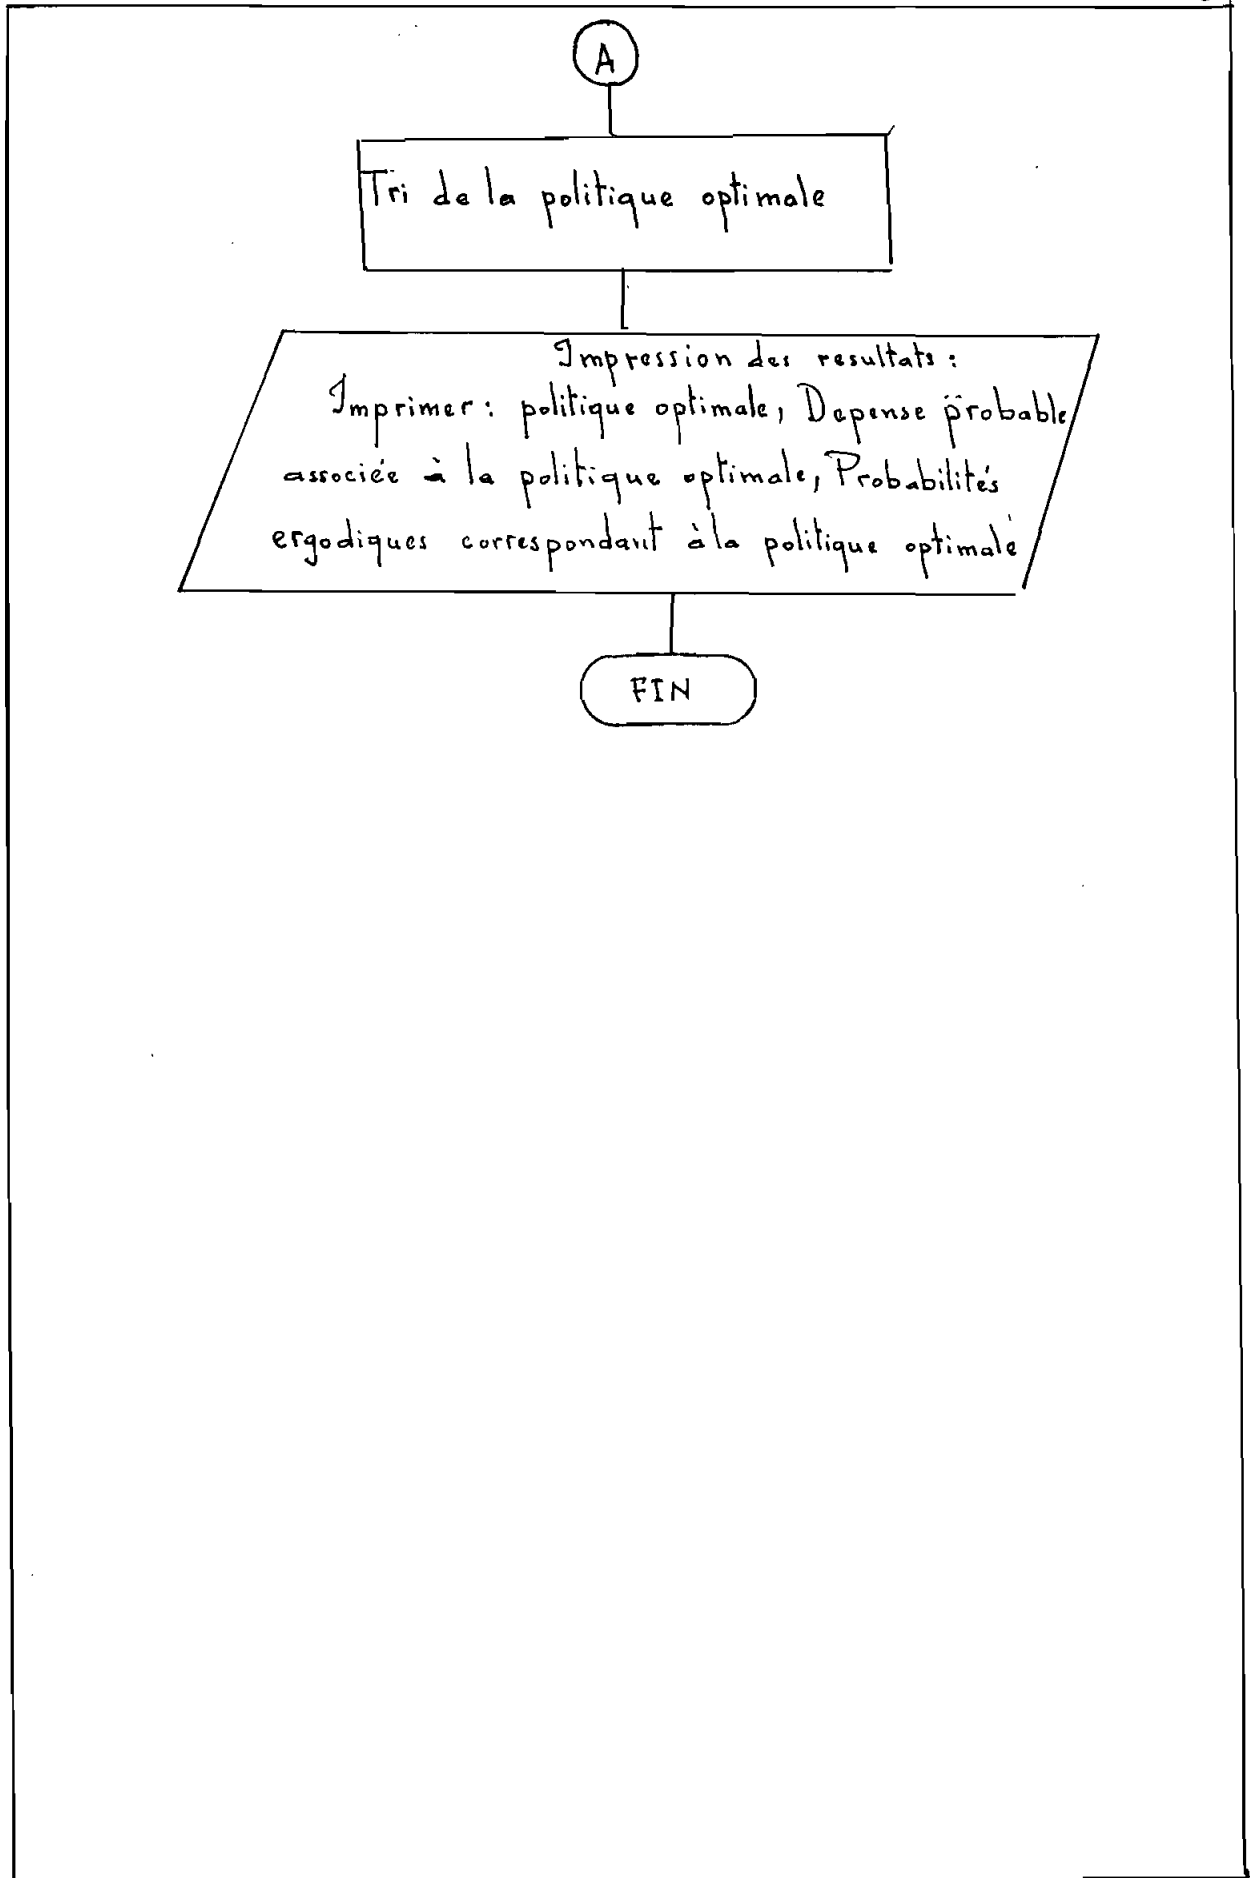 A
Tri de la politique optimale
Impression des resultats :
Imprimer : politique optimale, Depense probable
associée à la politique optimale, Probabilités
ergodiques correspondant à la politique optimale
FIN